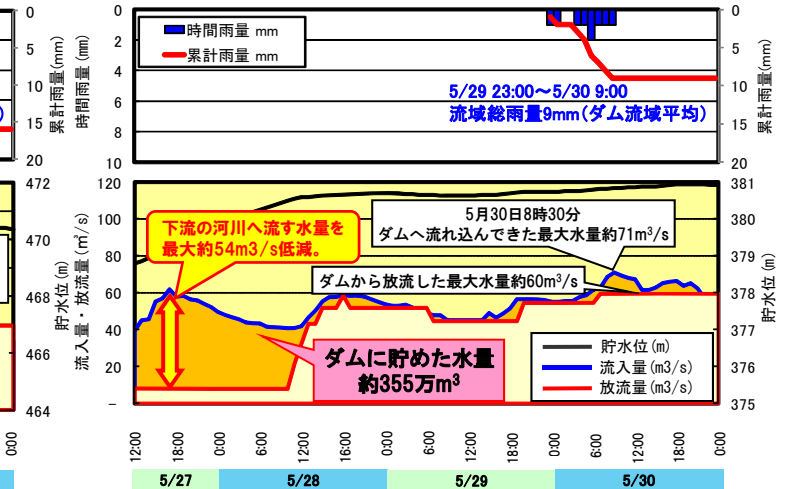 0
5
10
15
20
累計雨量(mm)
472
470
468
466
464
貯水位(m)
0:00
時間雨量(mm)
0
2
4
6
8
10
時間雨量 mm
累計雨量 mm
5/29 23:00～5/30 9:00
流域総雨量9mm(ダム流域平均)
0
5
10
15
20
累計雨量(mm)
流入量・放流量(㎥/s)
120
100
80
60
40
20
－
下流の河川へ流す水量を
最大約54m3/s低減。
5月30日8時30分
ダムへ流れ込んできた最大水量約71m³/s
ダムから放流した最大水量約60m³/s
ダムに貯めた水量
約355万m³
貯水位(m)
流入量(m3/s)
放流量(m3/s)
381
380
379
378
377
376
375
貯水位(m)
12:00
18:00
0:00
6:00
12:00
16:00
0:00
6:00
12:00
18:00
0:00
6:00
12:00
18:00
0:00
5/27
5/28
5/29
5/30